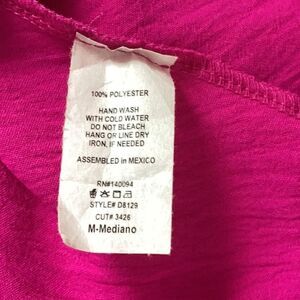 100% POLYESTER
HAND WASH
WITH COLD WATER
DO NOT BLEACH
HANG OR LINE DRY
IRON, IF NEEDED
ASSEMBLED in MEXICO
RN#140094
STYLE# D8129
CUT# 3426
M-Mediano